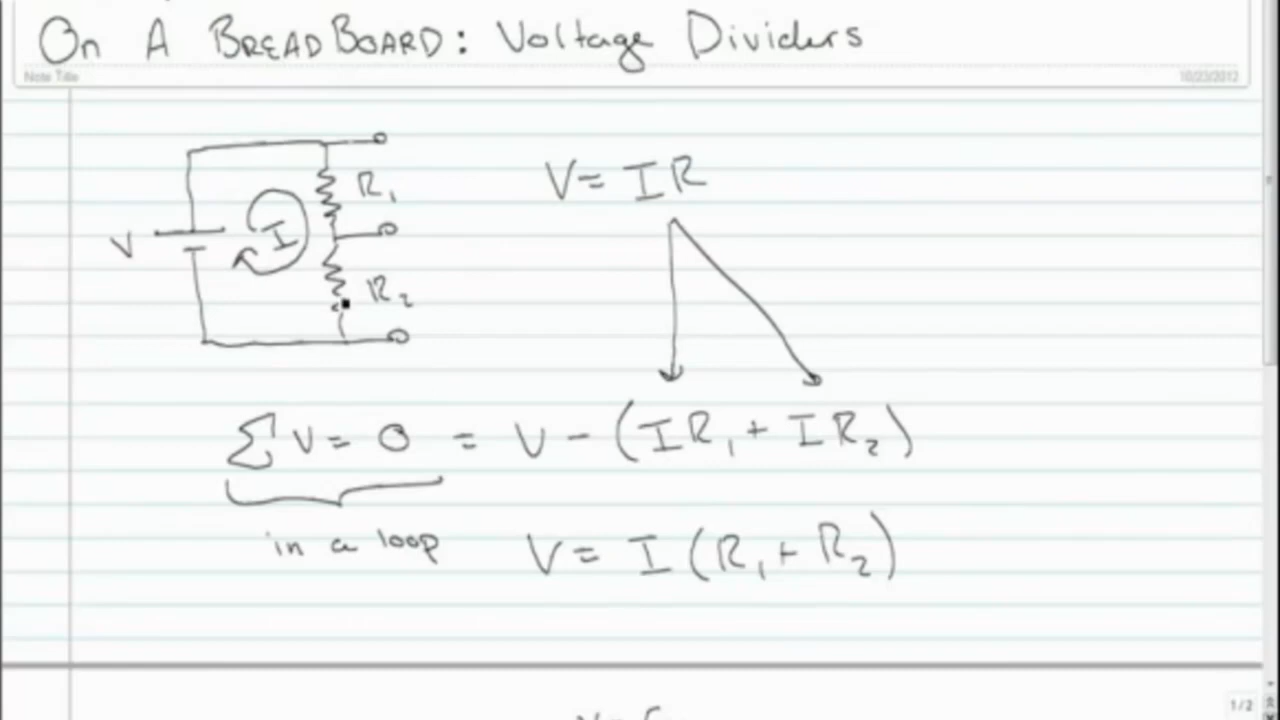 On A BREADBOARD: Voltage Dividers
Note Title
10/23/2012
R1
V = IR
V
I
R2
∑ V = 0 = V - (IR1 + IR2)
in a loop
V = I (R1 + R2)
1/2